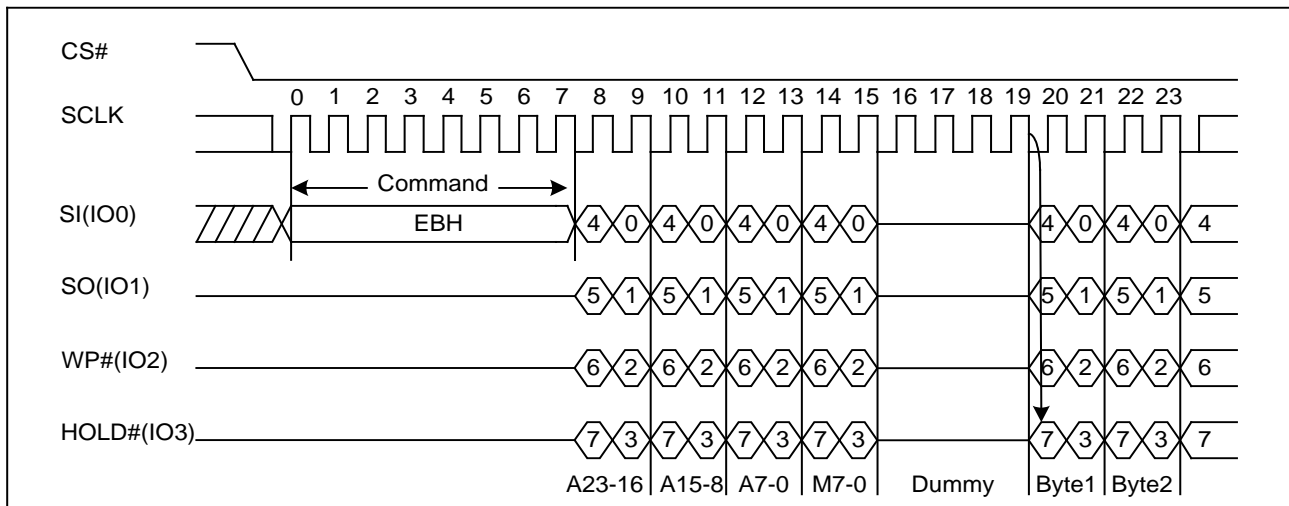 CS#
0 1 2 3 4 5 6 7 8 9 10 11 12 13 14 15 16 17 18 19 20 21 22 23
SCLK
Command
SI(IO0)
EBH
4 0 4 0 4 0 4 0 4 0 4 0 4
SO(IO1)
5 1 5 1 5 1 5 1 5 1 5 1 5
WP#(IO2)
6 2 6 2 6 2 6 2 6 2 6 2 6
HOLD#(IO3)
7 3 7 3 7 3 7 3 7 3 7 3 7
A23-16 A15-8 A7-0 M7-0 Dummy Byte1 Byte2